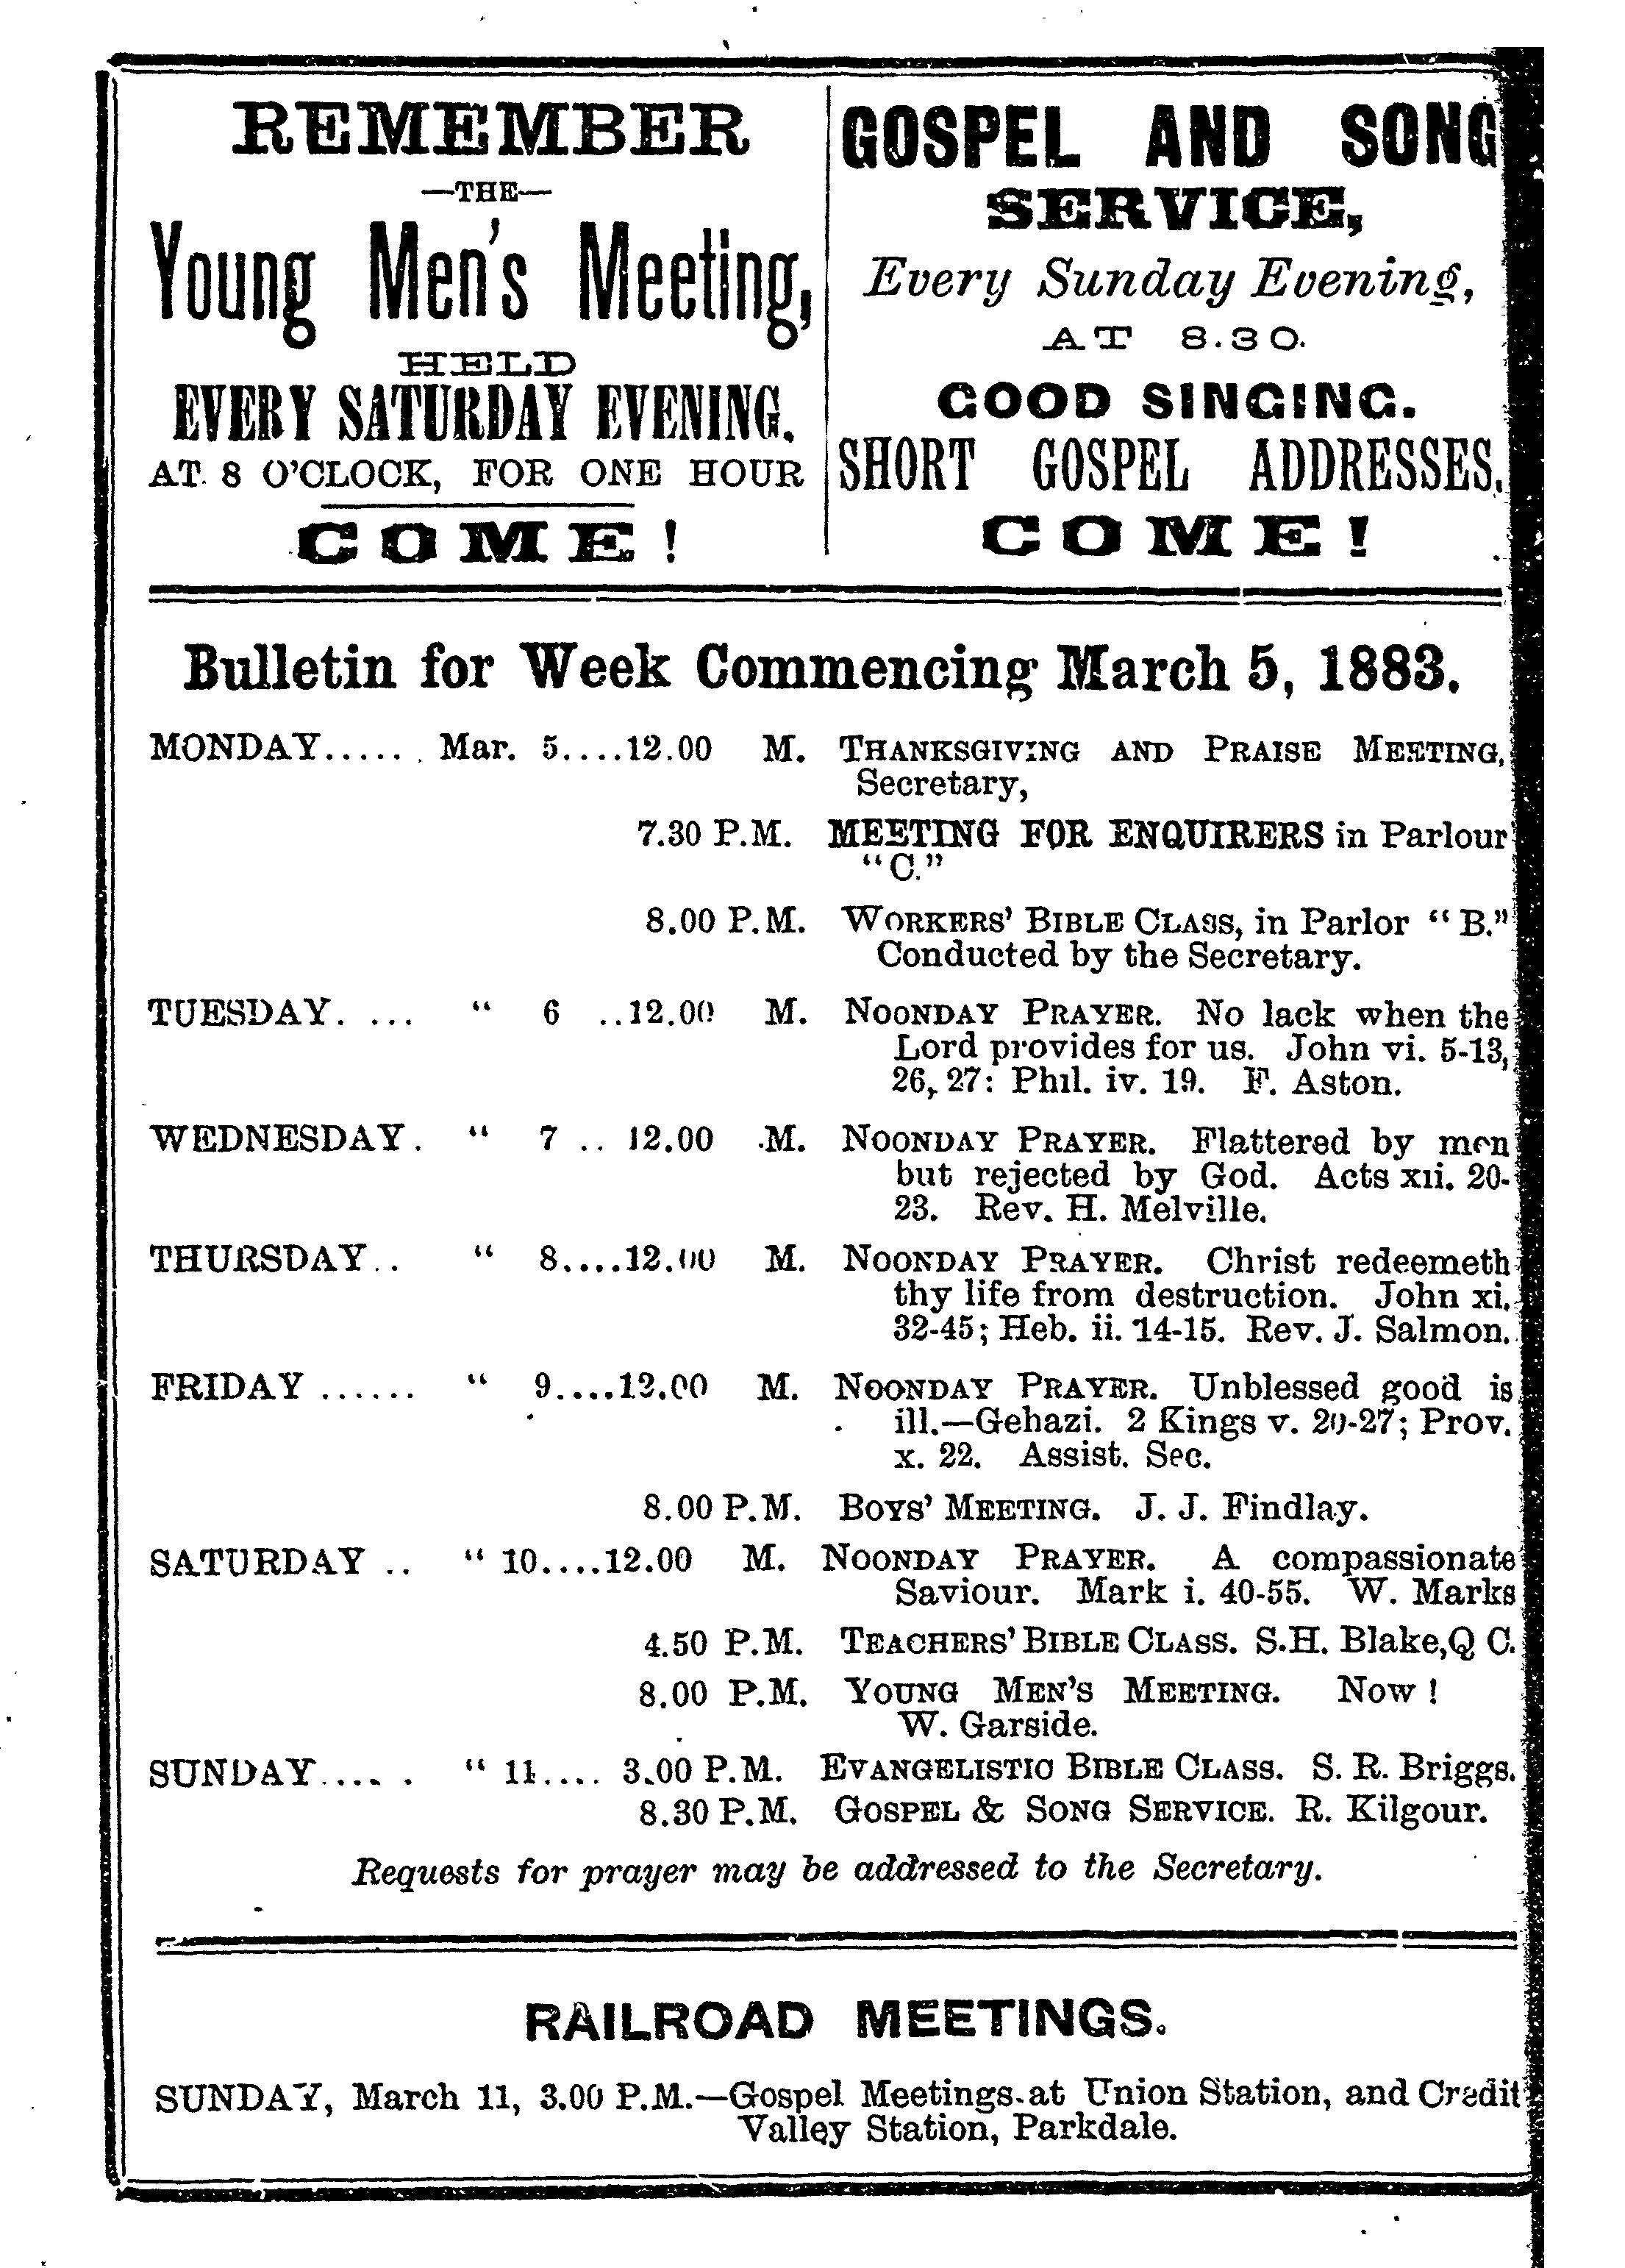 REMEMBER
—THE—
Young Men's Meeting,
HELD
EVERY SATURDAY EVENING.
AT 8 O'CLOCK, FOR ONE HOUR
COME!
GOSPEL AND SONG
SERVICE,
Every Sunday Evening,
AT 8.30.
GOOD SINGING.
SHORT GOSPEL ADDRESSES.
COME!
Bulletin for Week Commencing March 5, 1883.
MONDAY..... . Mar. 5....12.00 M. THANKSGIVING AND PRAISE MEETING,
Secretary,
7.30 P.M. MEETING FOR ENQUIRERS in Parlour
"C."
8.00 P.M. WORKERS' BIBLE CLASS, in Parlor "B."
Conducted by the Secretary.
TUESDAY. ... " 6 ..12.00 M. NOONDAY PRAYER. No lack when the
Lord provides for us. John vi. 5-13,
26, 27: Phil. iv. 19. F. Aston.
WEDNESDAY. " 7 .. 12.00 M. NOONDAY PRAYER. Flattered by men
but rejected by God. Acts xii. 20-
23. Rev. H. Melville.
THURSDAY.. " 8....12.00 M. NOONDAY PRAYER. Christ redeemeth
thy life from destruction. John xi.
32-45; Heb. ii. 14-15. Rev. J. Salmon.
FRIDAY ...... " 9....12.00 M. NOONDAY PRAYER. Unblessed good is
ill.—Gehazi. 2 Kings v. 20-27; Prov.
x. 22. Assist. Sec.
8.00 P.M. BOYS' MEETING. J. J. Findlay.
SATURDAY .. " 10....12.00 M. NOONDAY PRAYER. A compassionate
Saviour. Mark i. 40-55. W. Marks
4.50 P.M. TEACHERS' BIBLE CLASS. S.H. Blake,Q C.
8.00 P.M. YOUNG MEN'S MEETING. Now!
W. Garside.
SUNDAY..... . " 11.... 3.00 P.M. EVANGELISTIC BIBLE CLASS. S. R. Briggs.
8.30 P.M. GOSPEL & SONG SERVICE. R. Kilgour.
Requests for prayer may be addressed to the Secretary.
RAILROAD MEETINGS.
SUNDAY, March 11, 3.00 P.M.—Gospel Meetings at Union Station, and Credit
Valley Station, Parkdale.